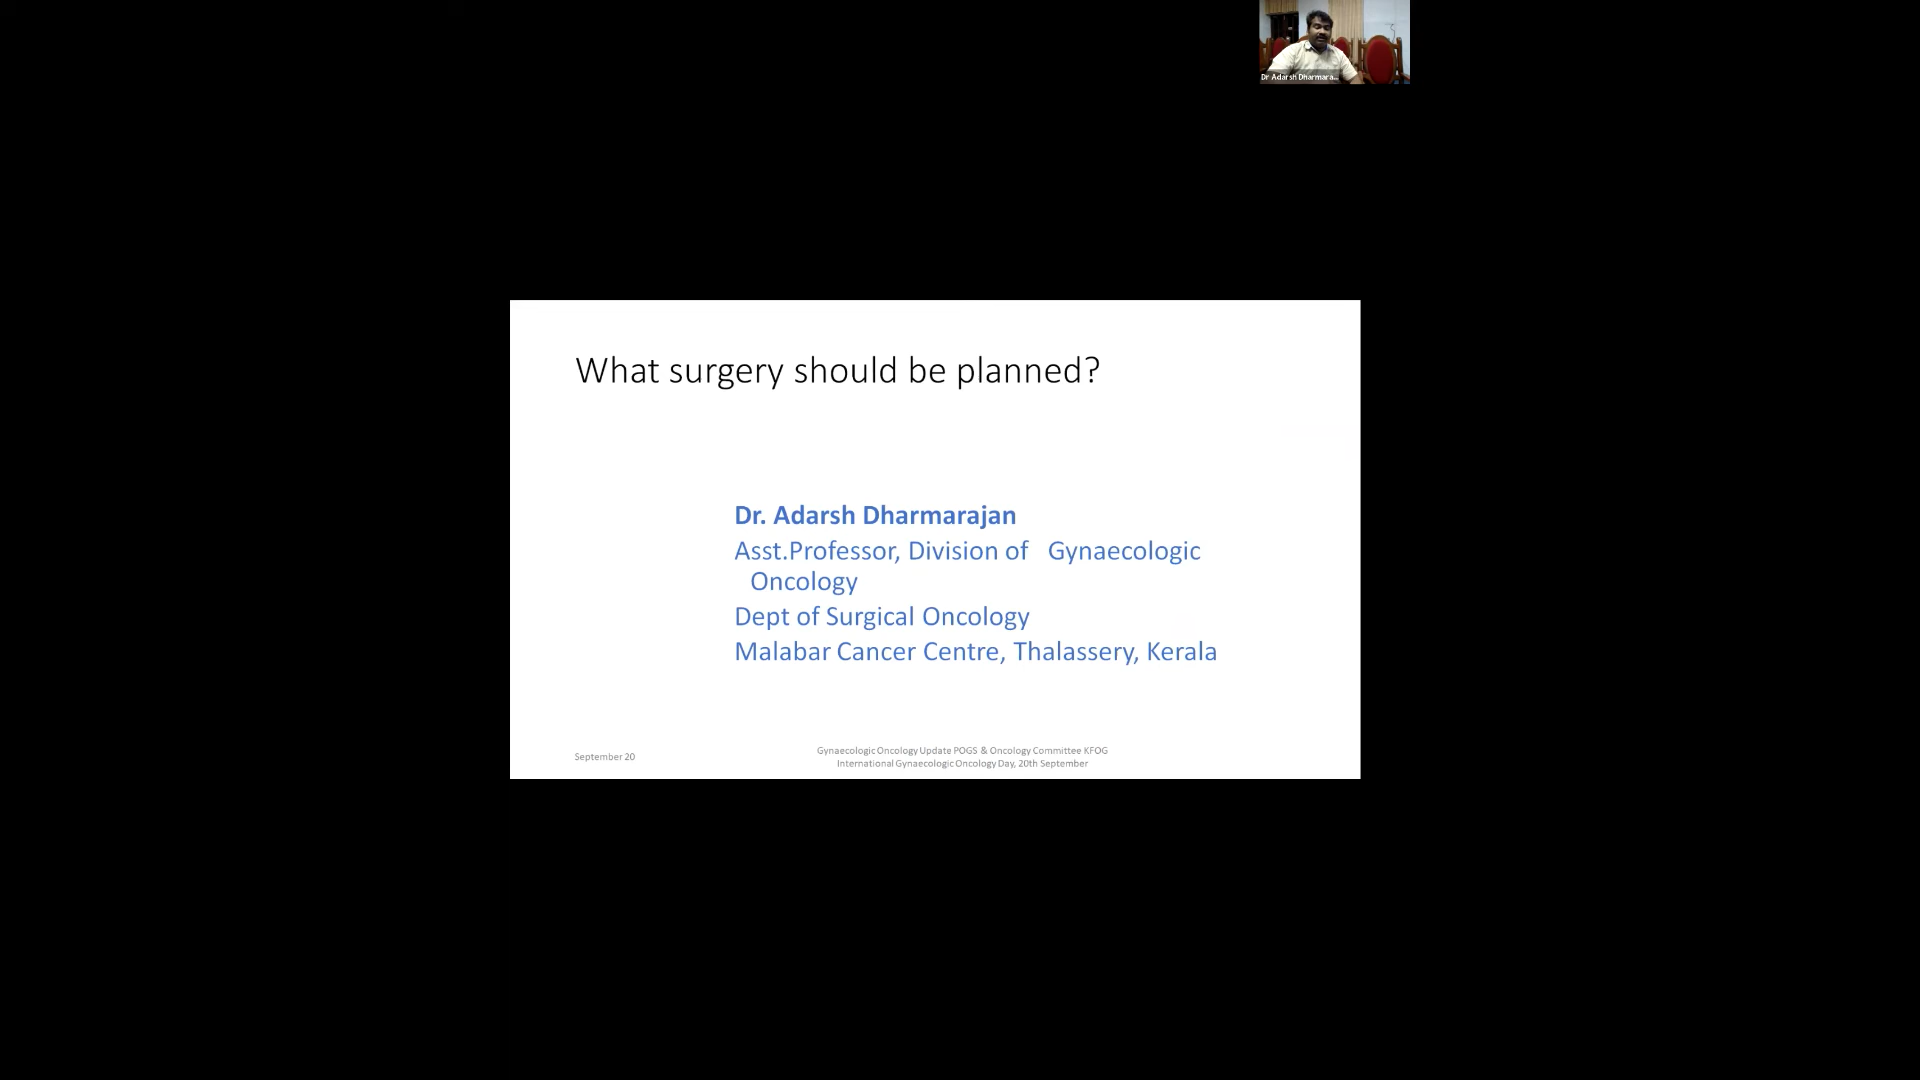 Dr Adarsh Dharmara...
What surgery should be planned?
Dr. Adarsh Dharmarajan
Asst.Professor, Division of Gynaecologic
Oncology
Dept of Surgical Oncology
Malabar Cancer Centre, Thalassery, Kerala
September 20
Gynaecologic Oncology Update POGS & Oncology Committee KFOG
International Gynaecologic Oncology Day, 20th September